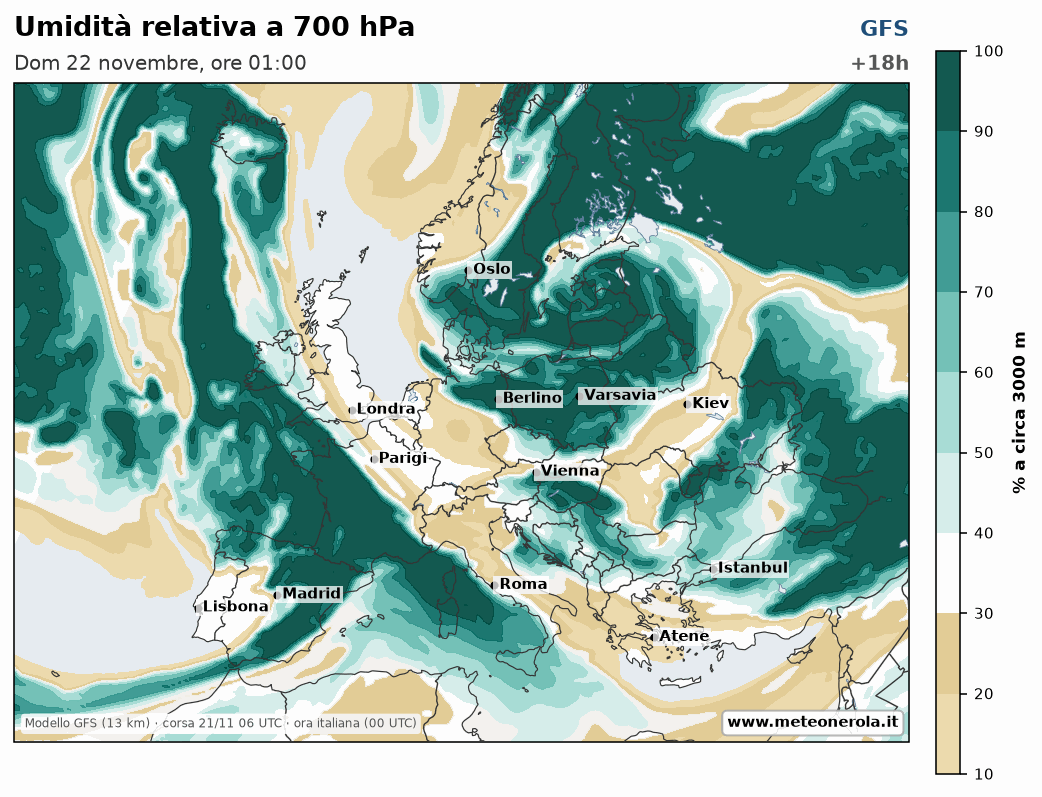 Umidità relativa a 700 hPa
GFS
Dom 22 novembre, ore 01:00
+18h
100
90
80
70
60
50
40
30
20
10
% a circa 3000 m
Oslo
Berlino
Varsavia
Kiev
Londra
Parigi
Vienna
Istanbul
Roma
Madrid
Lisbona
Atene
Modello GFS (13 km) · corsa 21/11 06 UTC · ora italiana (00 UTC)
www.meteonerola.it